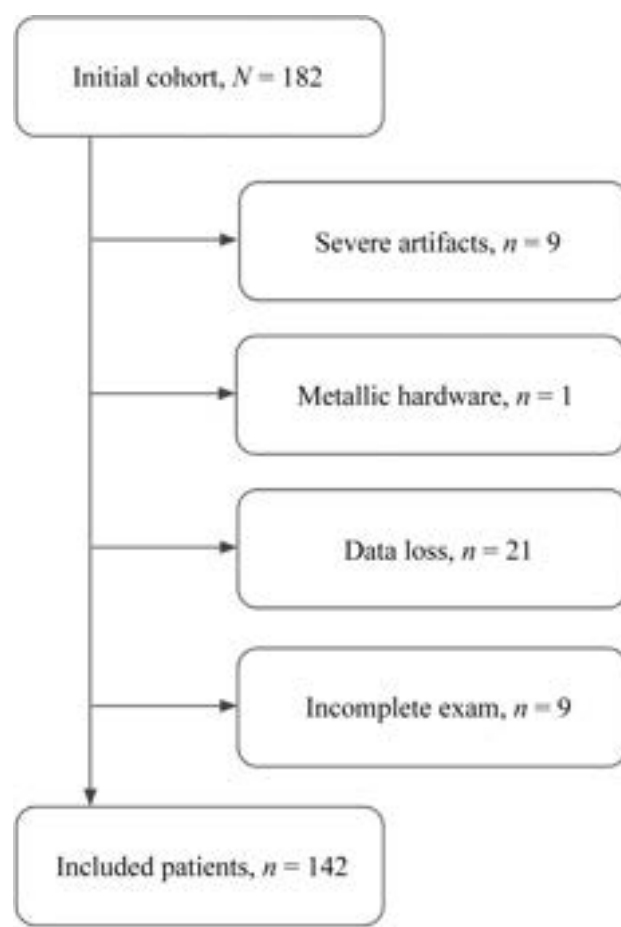 Initial cohort, N = 182
Severe artifacts, n = 9
Metallic hardware, n = 1
Data loss, n = 21
Incomplete exam, n = 9
Included patients, n = 142